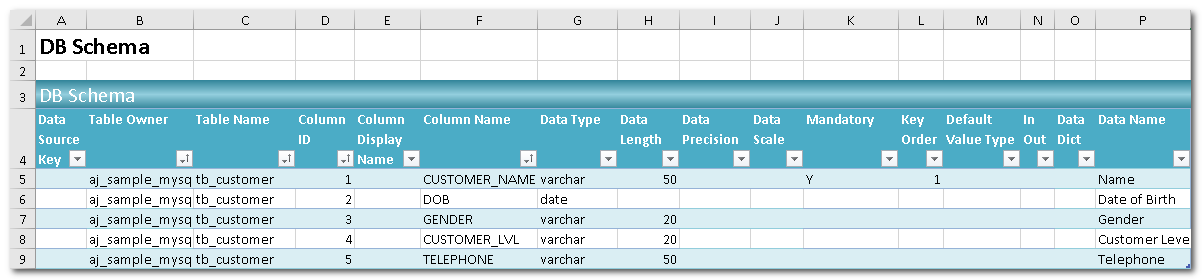 A B C D E F G H I J K L M N O P
1 DB Schema
2
3 DB Schema
4 Data Source Key Table Owner Table Name Column ID Column Display Name Column Name Data Type Data Length Data Precision Data Scale Mandatory Key Order Default Value Type In Out Data Dict Data Name
5 aj_sample_mysq tb_customer 1 CUSTOMER_NAME varchar 50 Y 1 Name
6 aj_sample_mysq tb_customer 2 DOB date Date of Birth
7 aj_sample_mysq tb_customer 3 GENDER varchar 20 Gender
8 aj_sample_mysq tb_customer 4 CUSTOMER_LVL varchar 20 Customer Leve
9 aj_sample_mysq tb_customer 5 TELEPHONE varchar 50 Telephone